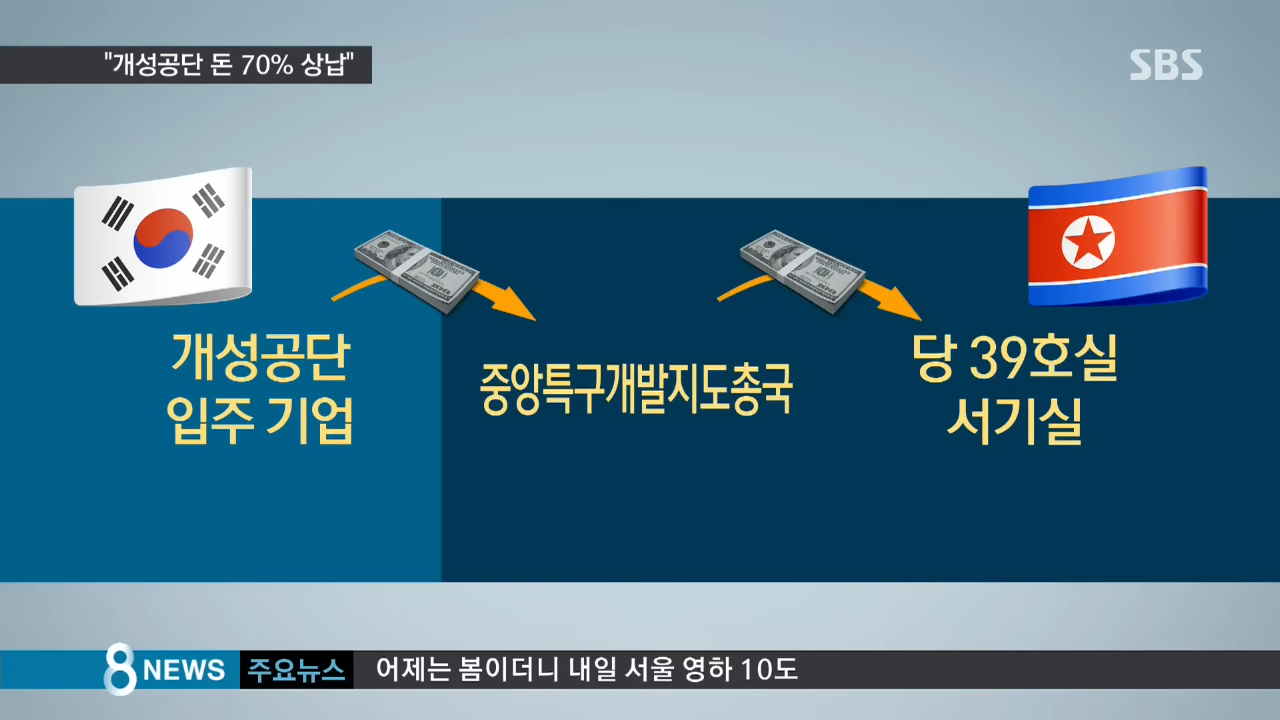 "개성공단 돈 70% 상납"
SBS
개성공단
입주 기업
중앙특구개발지도총국
당 39호실
서기실
8 NEWS 주요뉴스 어제는 봄이더니 내일 서울 영하 10도